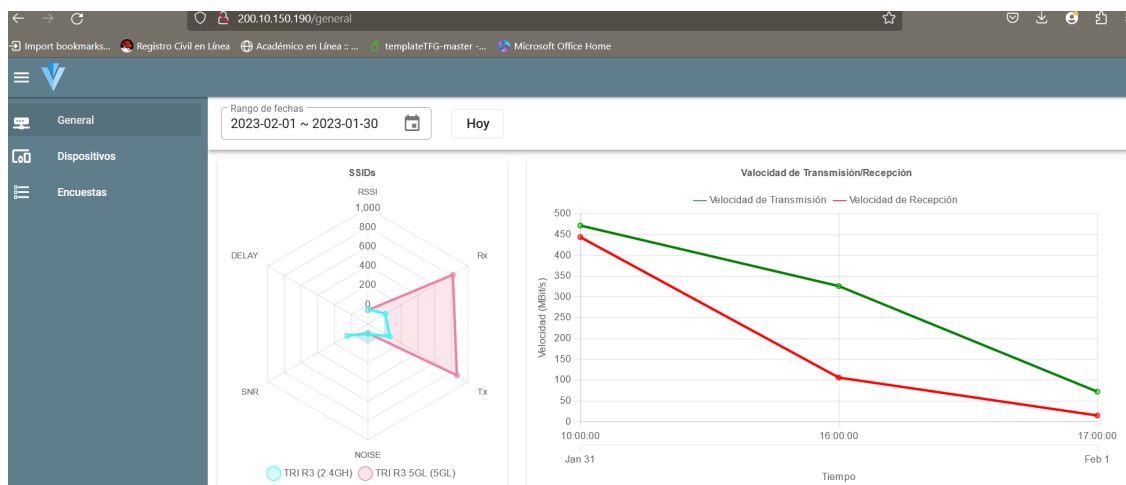 200.10.150.190/general
Import bookmarks... Registro Civil en Línea Académico en Línea :: ... templateTFG-master -... Microsoft Office Home
General
Dispositivos
Encuestas
Rango de fechas
2023-02-01 ~ 2023-01-30
Hoy
SSIDs
RSSI
1,000
800
600
400
200
0
DELAY
Rx
SNR
Tx
NOISE
TRI R3 (2.4GH) TRI R3 5GL (5GL)
Valocidad de Transmisión/Recepción
Velocidad de Transmisión Velocidad de Recepción
Velocidad (MBit/s)
500
450
400
350
300
250
200
150
100
50
0
10:00:00 16:00:00 17:00:00
Jan 31 Feb 1
Tiempo